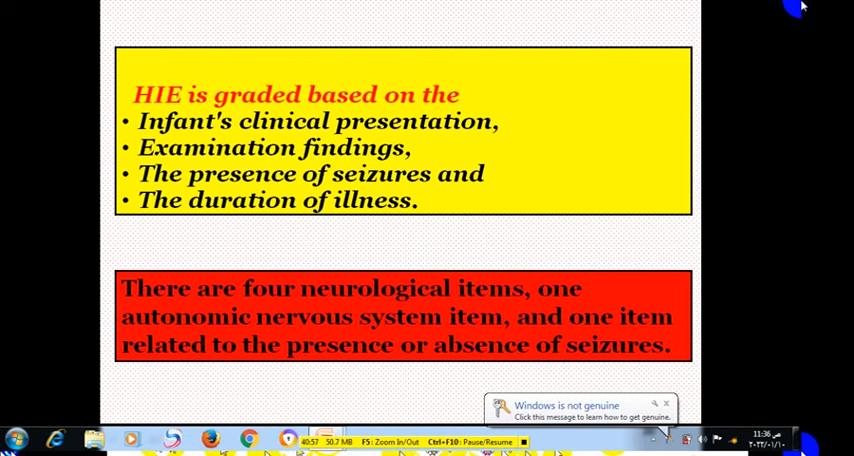 HIE is graded based on the
• Infant's clinical presentation,
• Examination findings,
• The presence of seizures and
• The duration of illness.
There are four neurological items, one
autonomic nervous system item, and one item
related to the presence or absence of seizures.
Windows is not genuine
Click this message to learn how to get genuine.
40:57 50.7 MB F5: Zoom In/Out Ctrl+F10: Pause/Resume
11:36 ص
٢٠٢٢/٠١/١٠